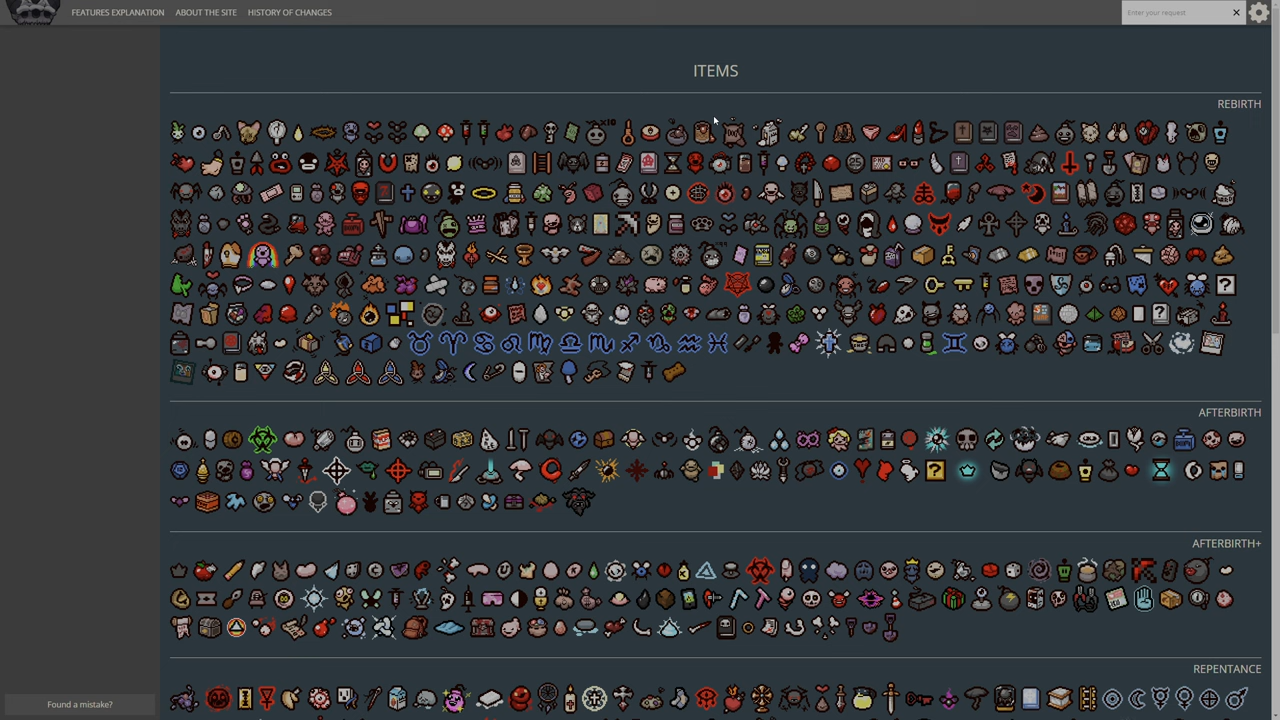 FEATURES EXPLANATION ABOUT THE SITE HISTORY OF CHANGES Enter your request
ITEMS
REBIRTH
AFTERBIRTH
AFTERBIRTH+
REPENTANCE
Found a mistake?